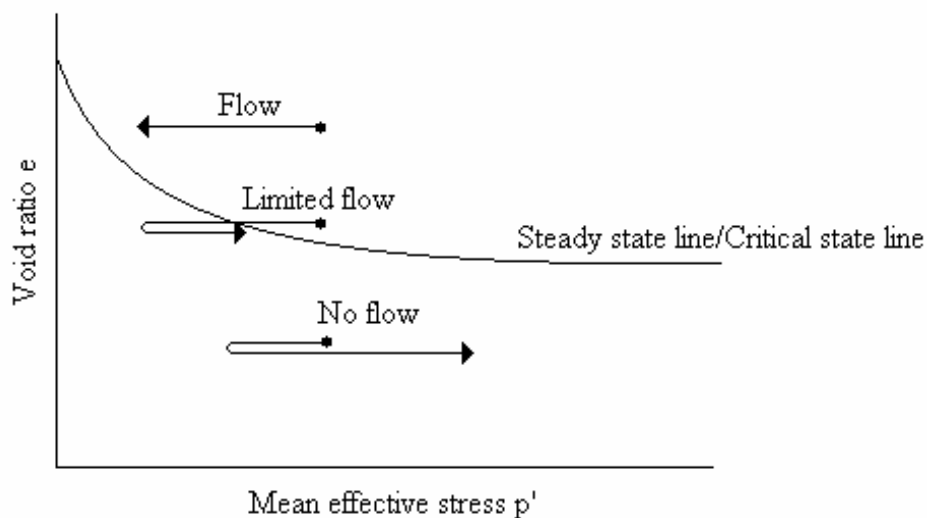 Flow
Limited flow
Steady state line/Critical state line
No flow
Void ratio e
Mean effective stress p'